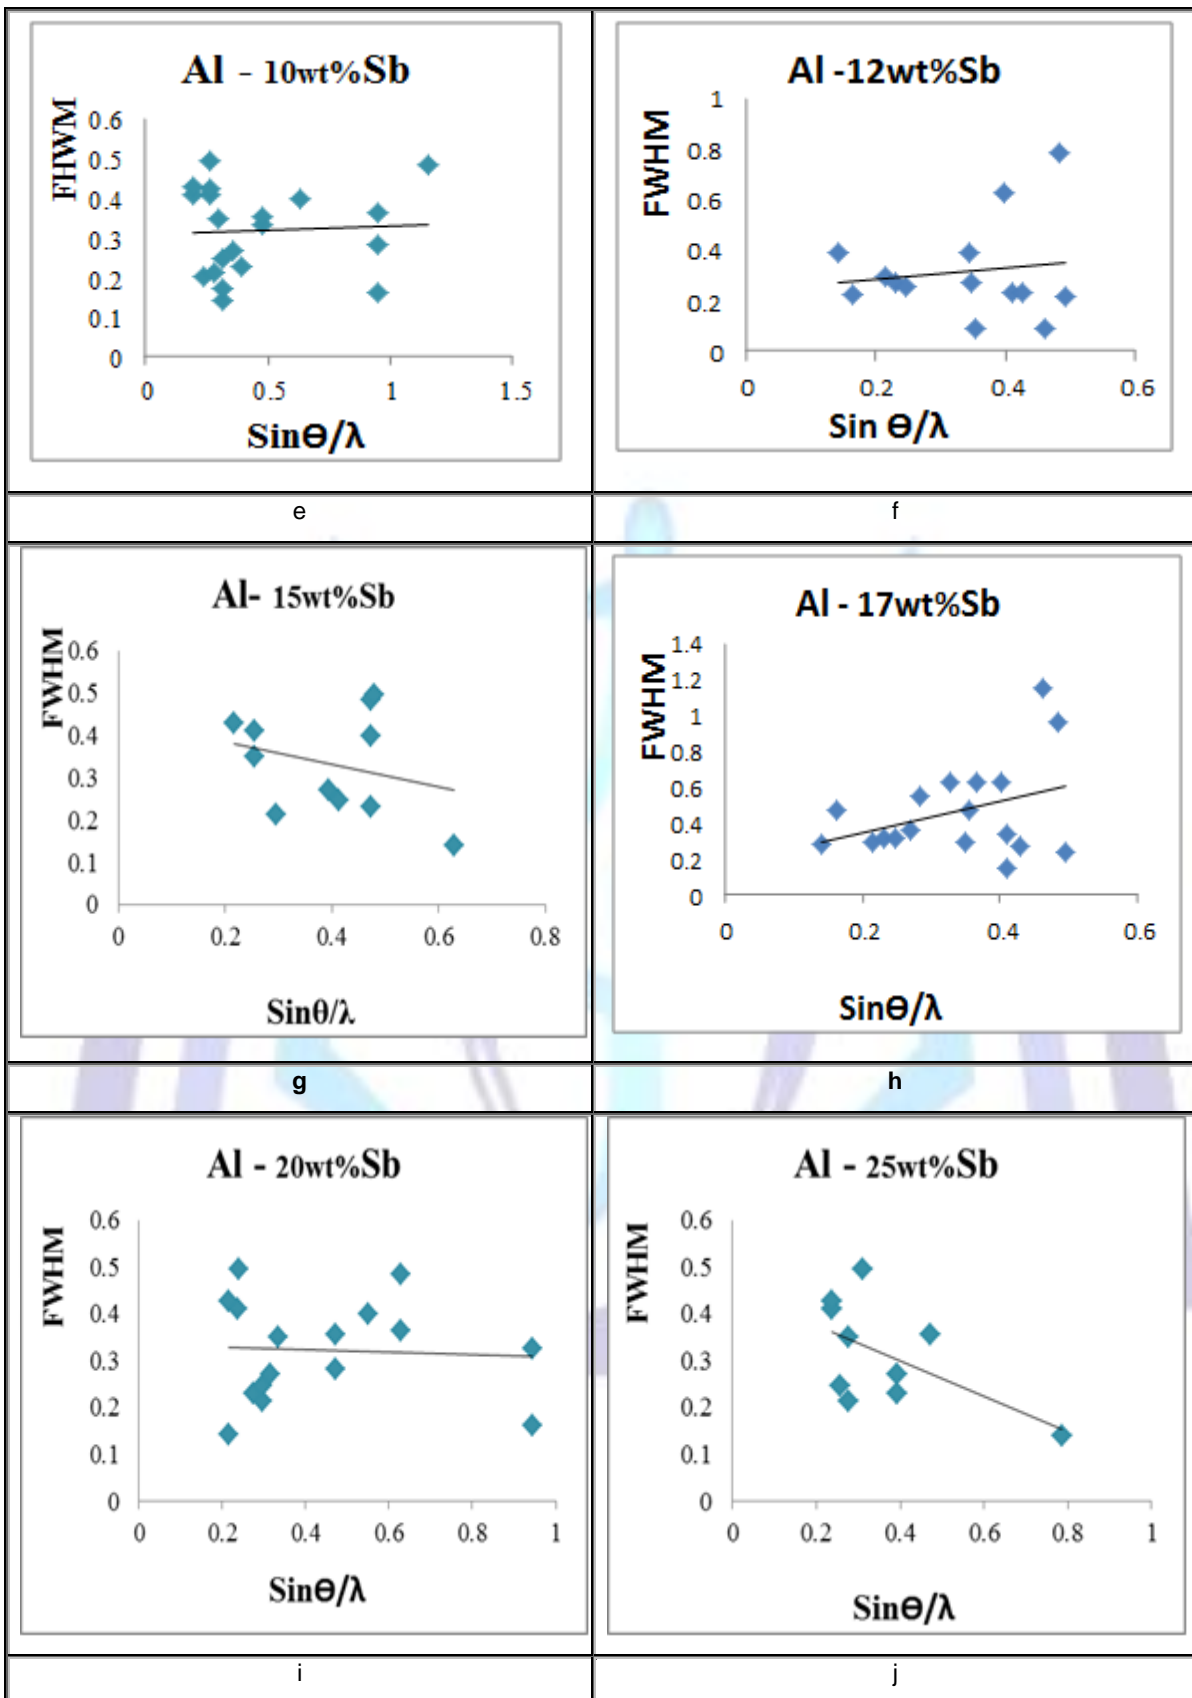 Al - 10wt%Sb
FHWM
0.6
0.5
0.4
0.3
0.2
0.1
0
0 0.5 1 1.5
SinΘ/λ
Al -12wt%Sb
FWHM
1
0.8
0.6
0.4
0.2
0
0 0.2 0.4 0.6
Sin Θ/λ
e
f
Al- 15wt%Sb
FWHM
0.6
0.5
0.4
0.3
0.2
0.1
0
0 0.2 0.4 0.6 0.8
Sinθ/λ
Al - 17wt%Sb
FWHM
1.4
1.2
1
0.8
0.6
0.4
0.2
0
0 0.2 0.4 0.6
SinΘ/λ
g
h
Al - 20wt%Sb
FWHM
0.6
0.5
0.4
0.3
0.2
0.1
0
0 0.2 0.4 0.6 0.8 1
SinΘ/λ
Al - 25wt%Sb
FWHM
0.6
0.5
0.4
0.3
0.2
0.1
0
0 0.2 0.4 0.6 0.8 1
SinΘ/λ
i
j